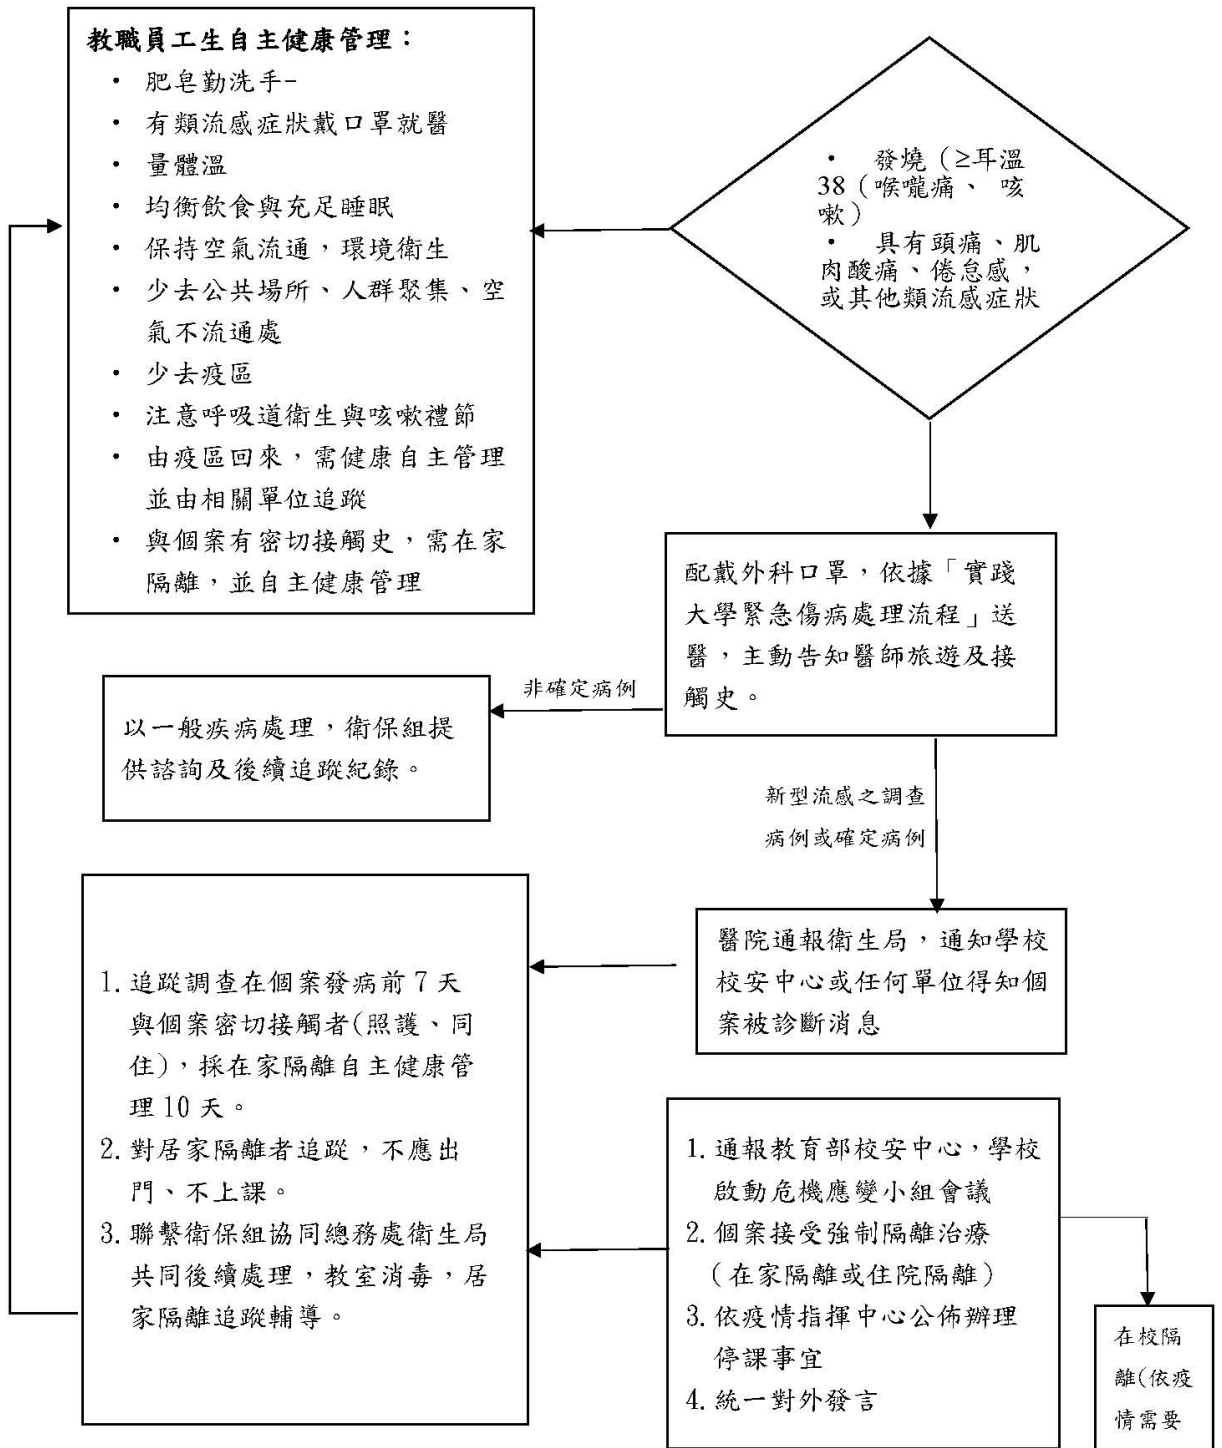 教職員工生自主健康管理：
• 肥皂勤洗手-
• 有類流感症狀戴口罩就醫
• 量體溫
• 均衡飲食與充足睡眠
• 保持空氣流通，環境衛生
• 少去公共場所、人群聚集、空
氣不流通處
• 少去疫區
• 注意呼吸道衛生與咳嗽禮節
• 由疫區回來，需健康自主管理
並由相關單位追蹤
• 與個案有密切接觸史，需在家
隔離，並自主健康管理
• 發燒（≥耳溫
38（喉嚨痛、 咳
嗽）
• 具有頭痛、肌
肉酸痛、倦怠感，
或其他類流感症狀
配戴外科口罩，依據「實踐
大學緊急傷病處理流程」送
醫，主動告知醫師旅遊及接
觸史。
非確定病例
以一般疾病處理，衛保組提
供諮詢及後續追蹤紀錄。
新型流感之調查
病例或確定病例
醫院通報衛生局，通知學校
校安中心或任何單位得知個
案被診斷消息
1. 追蹤調查在個案發病前 7 天
與個案密切接觸者(照護、同
住)，採在家隔離自主健康管
理 10 天。
2. 對居家隔離者追蹤，不應出
門、不上課。
3. 聯繫衛保組協同總務處衛生局
共同後續處理，教室消毒，居
家隔離追蹤輔導。
1. 通報教育部校安中心，學校
啟動危機應變小組會議
2. 個案接受強制隔離治療
（在家隔離或住院隔離）
3. 依疫情指揮中心公佈辦理
停課事宜
4. 統一對外發言
在校隔
離(依疫
情需要